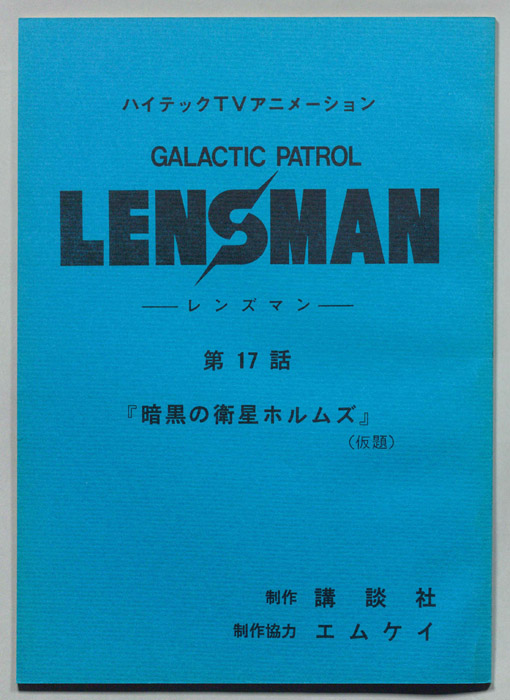 ハイテックTVアニメーション
GALACTIC PATROL
LENSMAN
——レンズマン——
第17話
『暗黒の衛星ホルムズ』
(仮題)
制作 講談社
制作協力 エムケイ